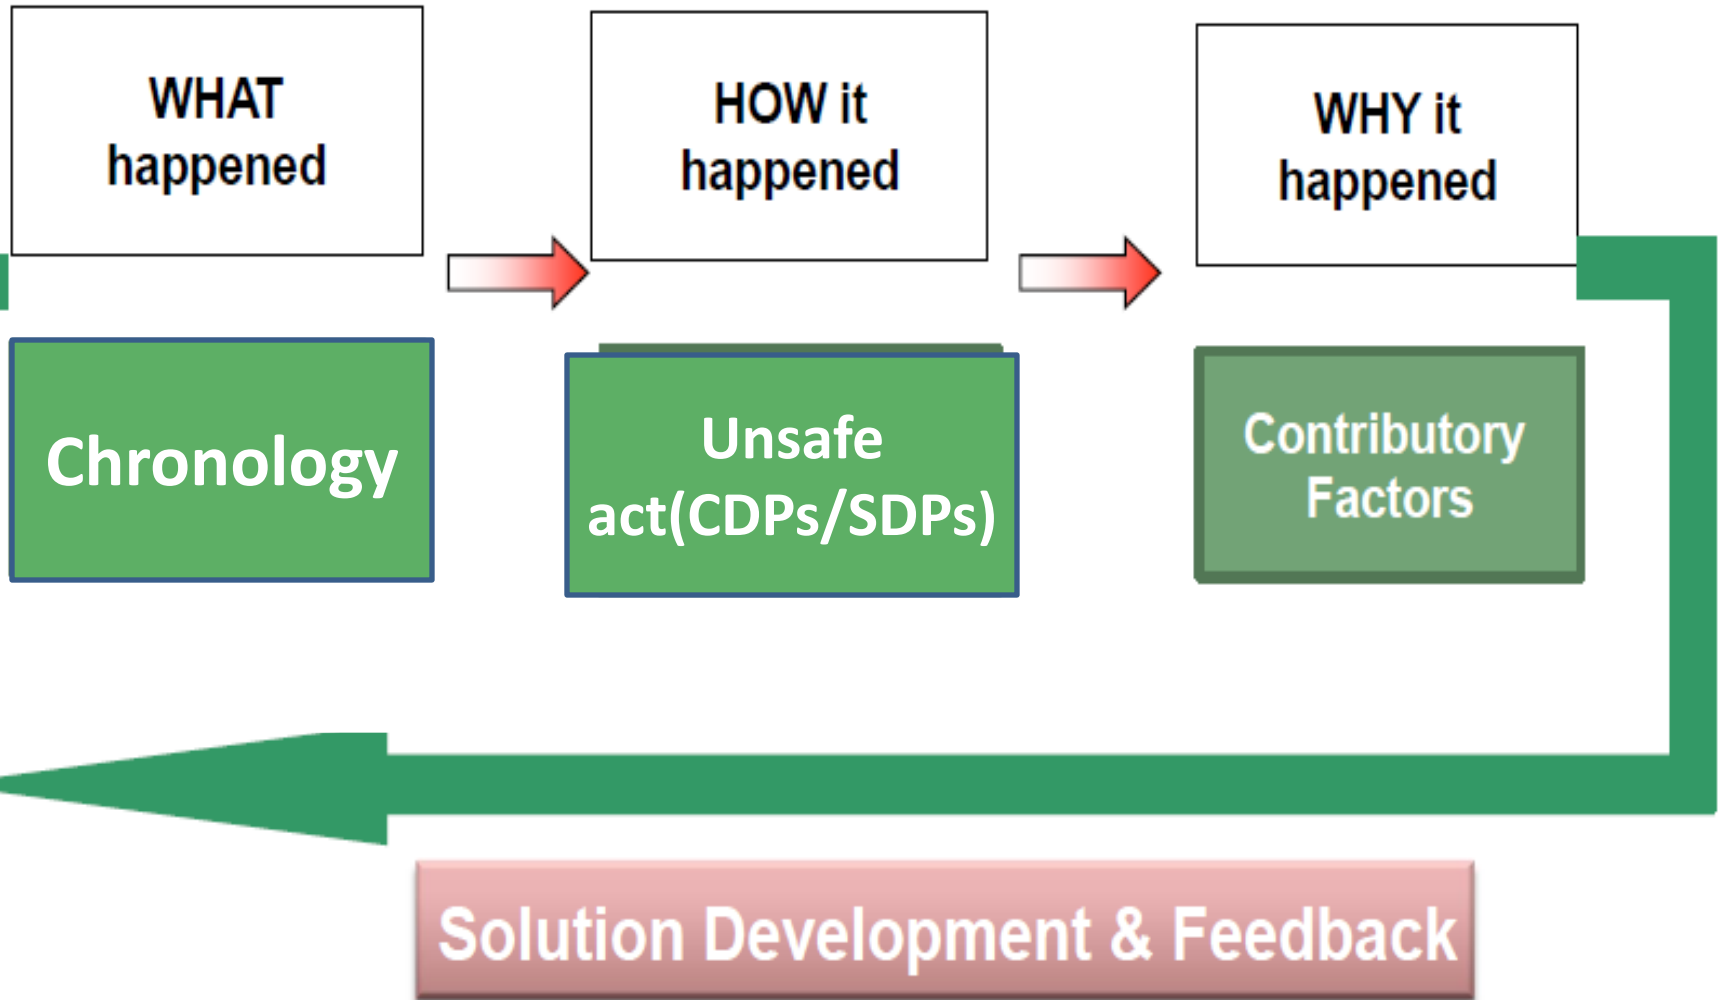 WHAT
happened
HOW it
happened
WHY it
happened
Chronology
Unsafe
act(CDPs/SDPs)
Contributory
Factors
Solution Development & Feedback